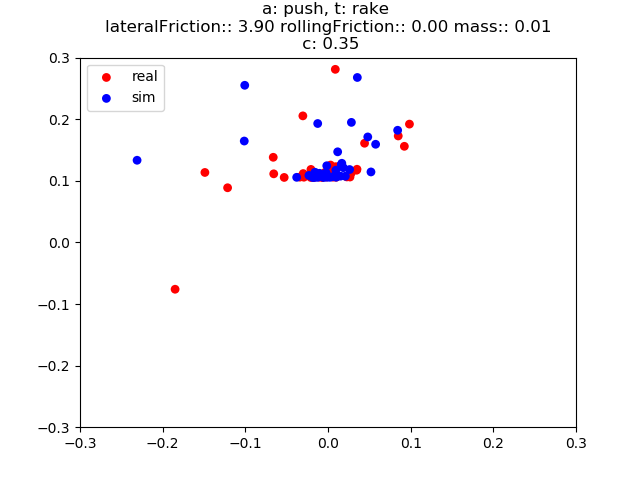 a: push, t: rake
lateralFriction:: 3.90 rollingFriction:: 0.00 mass:: 0.01
c: 0.35
real
sim
0.3
0.2
0.1
0.0
−0.1
−0.2
−0.3
−0.3
−0.2
−0.1
0.0
0.1
0.2
0.3